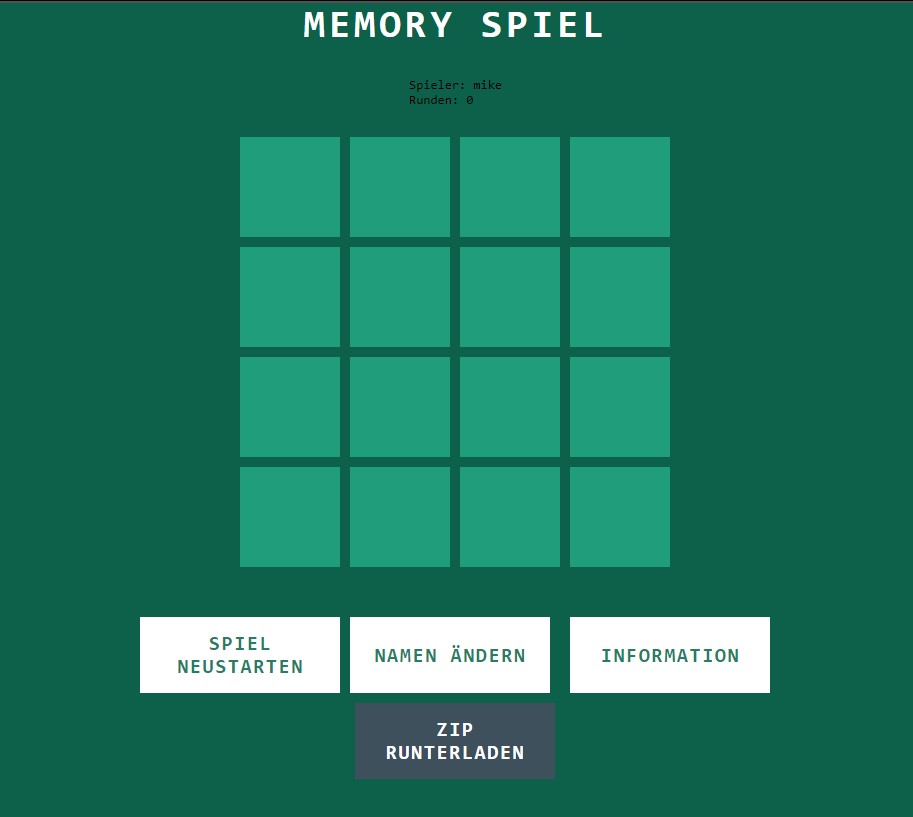 MEMORY SPIEL
Spieler: mike
Runden: 0
SPIEL
NEUSTARTEN
NAMEN ÄNDERN
INFORMATION
ZIP
RUNTERLADEN